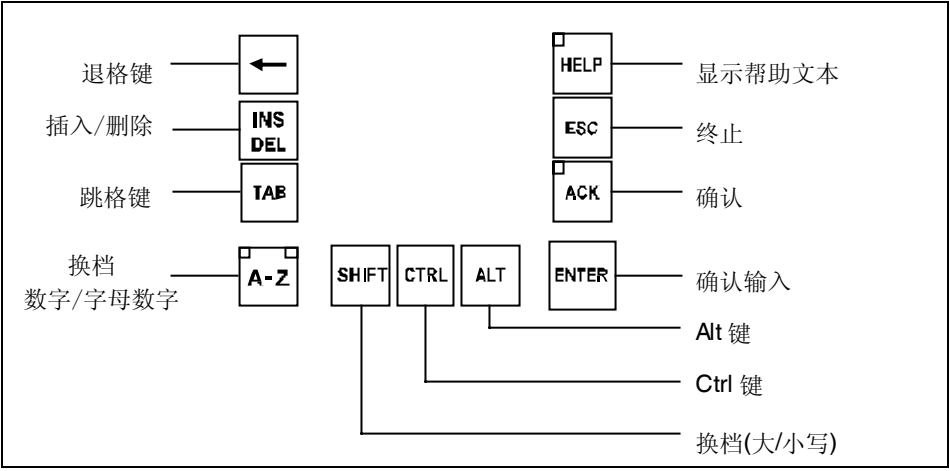 退格键
HELP
显示帮助文本
插入/删除
INS
DEL
ESC
终止
跳格键
TAB
ACK
确认
换档
数字/字母数字
A-Z
SHIFT
CTRL
ALT
ENTER
确认输入
Alt 键
Ctrl 键
换档(大/小写)